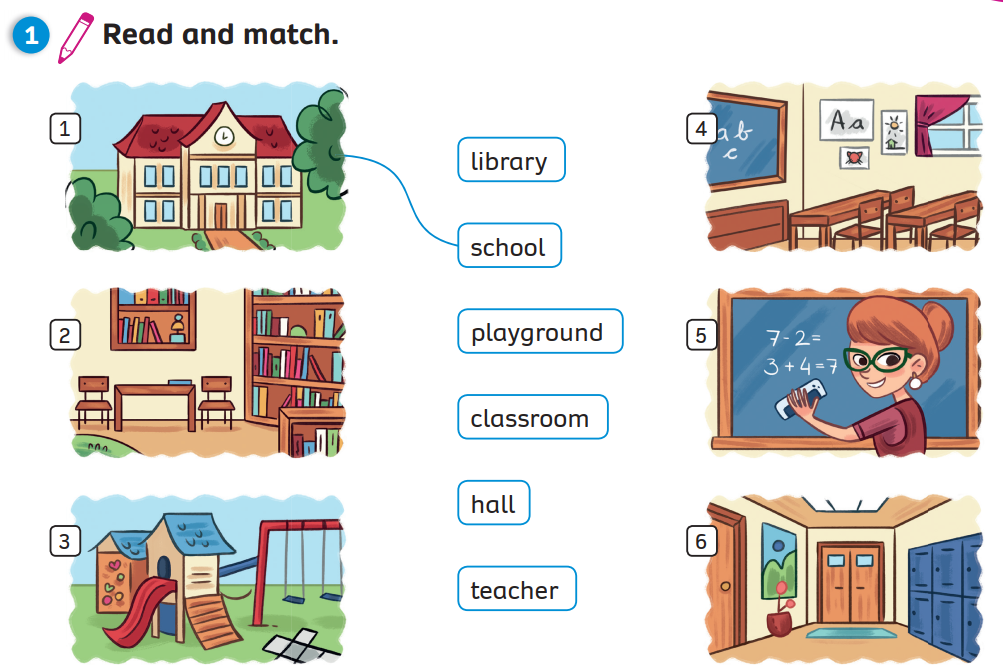 1 Read and match.
1
2
3
library
school
playground
classroom
hall
teacher
4
a b
c
Aa
5
7-2=
3+4=7
6